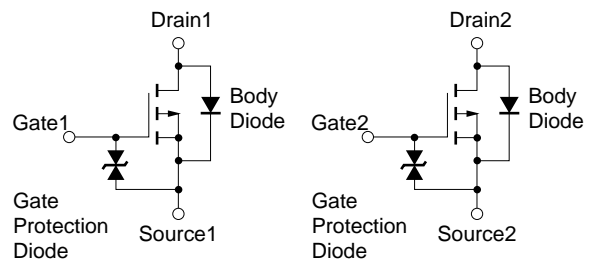 Drain1
Body
Diode
Gate1
Gate
Protection
Diode
Source1
Drain2
Body
Diode
Gate2
Gate
Protection
Diode
Source2